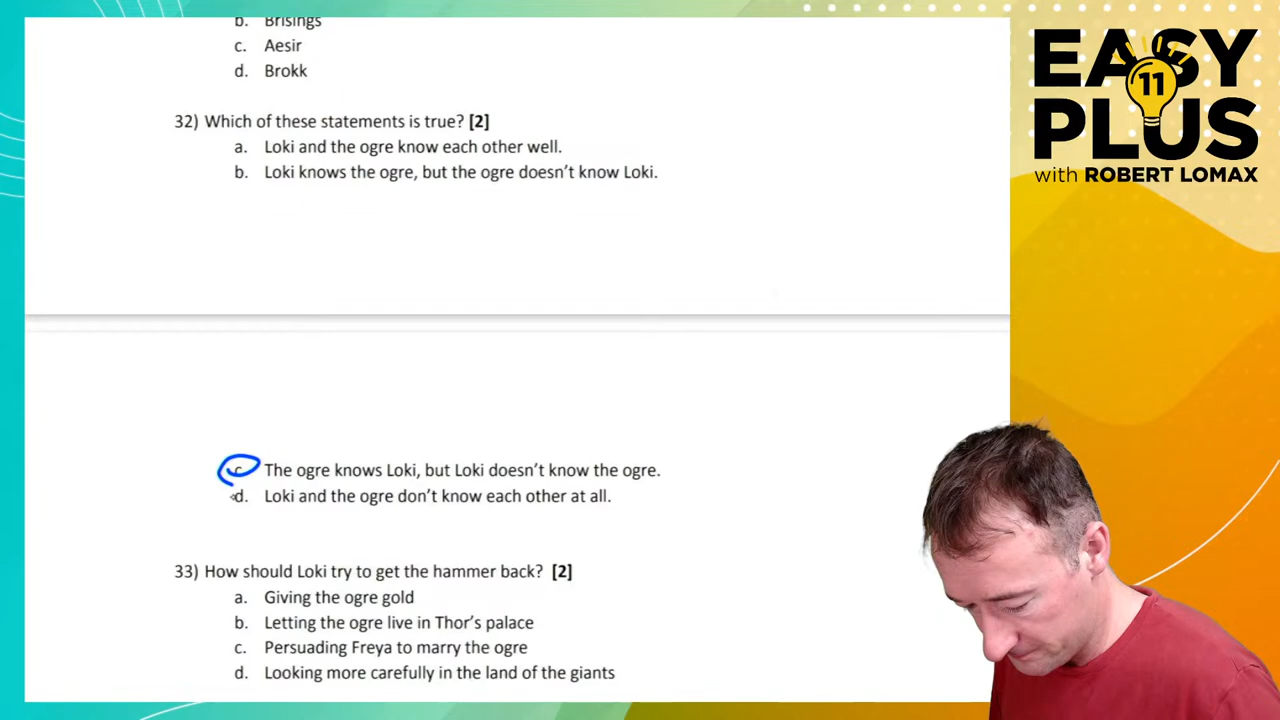 b. Brisings
c. Aesir
d. Brokk
32) Which of these statements is true? [2]
a. Loki and the ogre know each other well.
b. Loki knows the ogre, but the ogre doesn't know Loki.
c. The ogre knows Loki, but Loki doesn't know the ogre.
d. Loki and the ogre don't know each other at all.
33) How should Loki try to get the hammer back? [2]
a. Giving the ogre gold
b. Letting the ogre live in Thor's palace
c. Persuading Freya to marry the ogre
d. Looking more carefully in the land of the giants
EASY
11
PLUS
with ROBERT LOMAX